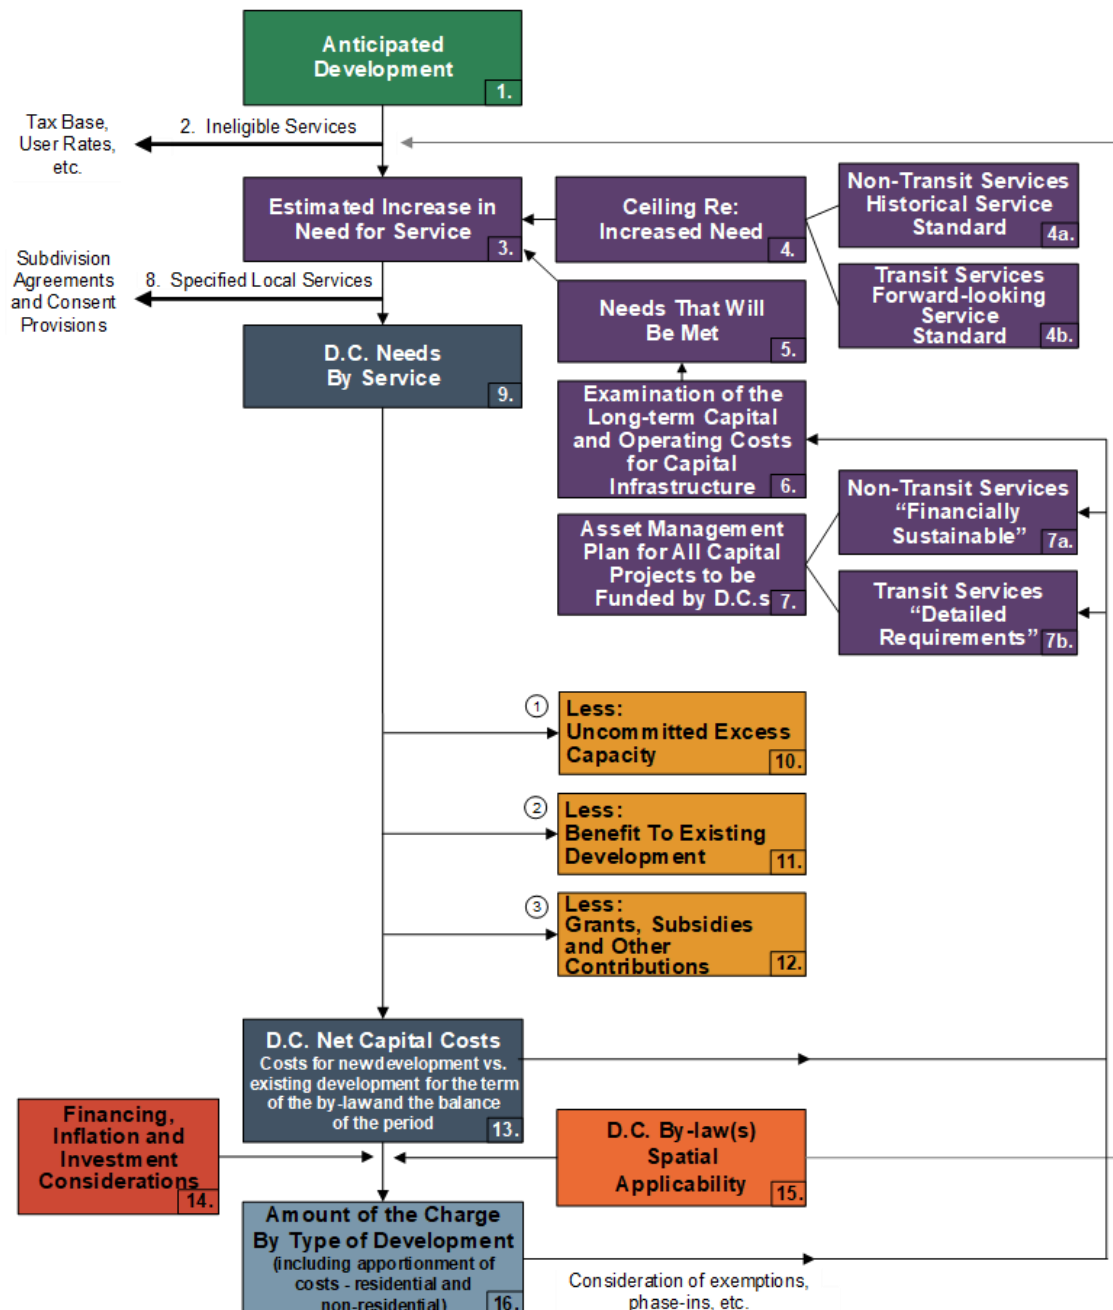 Anticipated
Development
1.
Tax Base,
User Rates,
etc.
2. Ineligible Services
Estimated Increase in
Need for Service
3.
Ceiling Re:
Increased Need
4.
Non-Transit Services
Historical Service
Standard
4a.
Transit Services
Forward-looking
Service
Standard
4b.
Subdivision
Agreements
and Consent
Provisions
8. Specified Local Services
Needs That Will
Be Met
5.
D.C. Needs
By Service
9.
Examination of the
Long-term Capital
and Operating Costs
for Capital
Infrastructure
6.
Non-Transit Services
“Financially
Sustainable”
7a.
Asset Management
Plan for All Capital
Projects to be
Funded by D.C.s
7.
Transit Services
“Detailed
Requirements”
7b.
1
Less:
Uncommitted Excess
Capacity
10.
2
Less:
Benefit To Existing
Development
11.
3
Less:
Grants, Subsidies
and Other
Contributions
12.
D.C. Net Capital Costs
Costs for newdevelopment vs.
existing development for the term
of the by-lawand the balance
of the period
13.
Financing,
Inflation and
Investment
Considerations
14.
D.C. By-law(s)
Spatial
Applicability
15.
Amount of the Charge
By Type of Development
(including apportionment of
costs - residential and
non-residential)
16.
Consideration of exemptions,
phase-ins, etc.